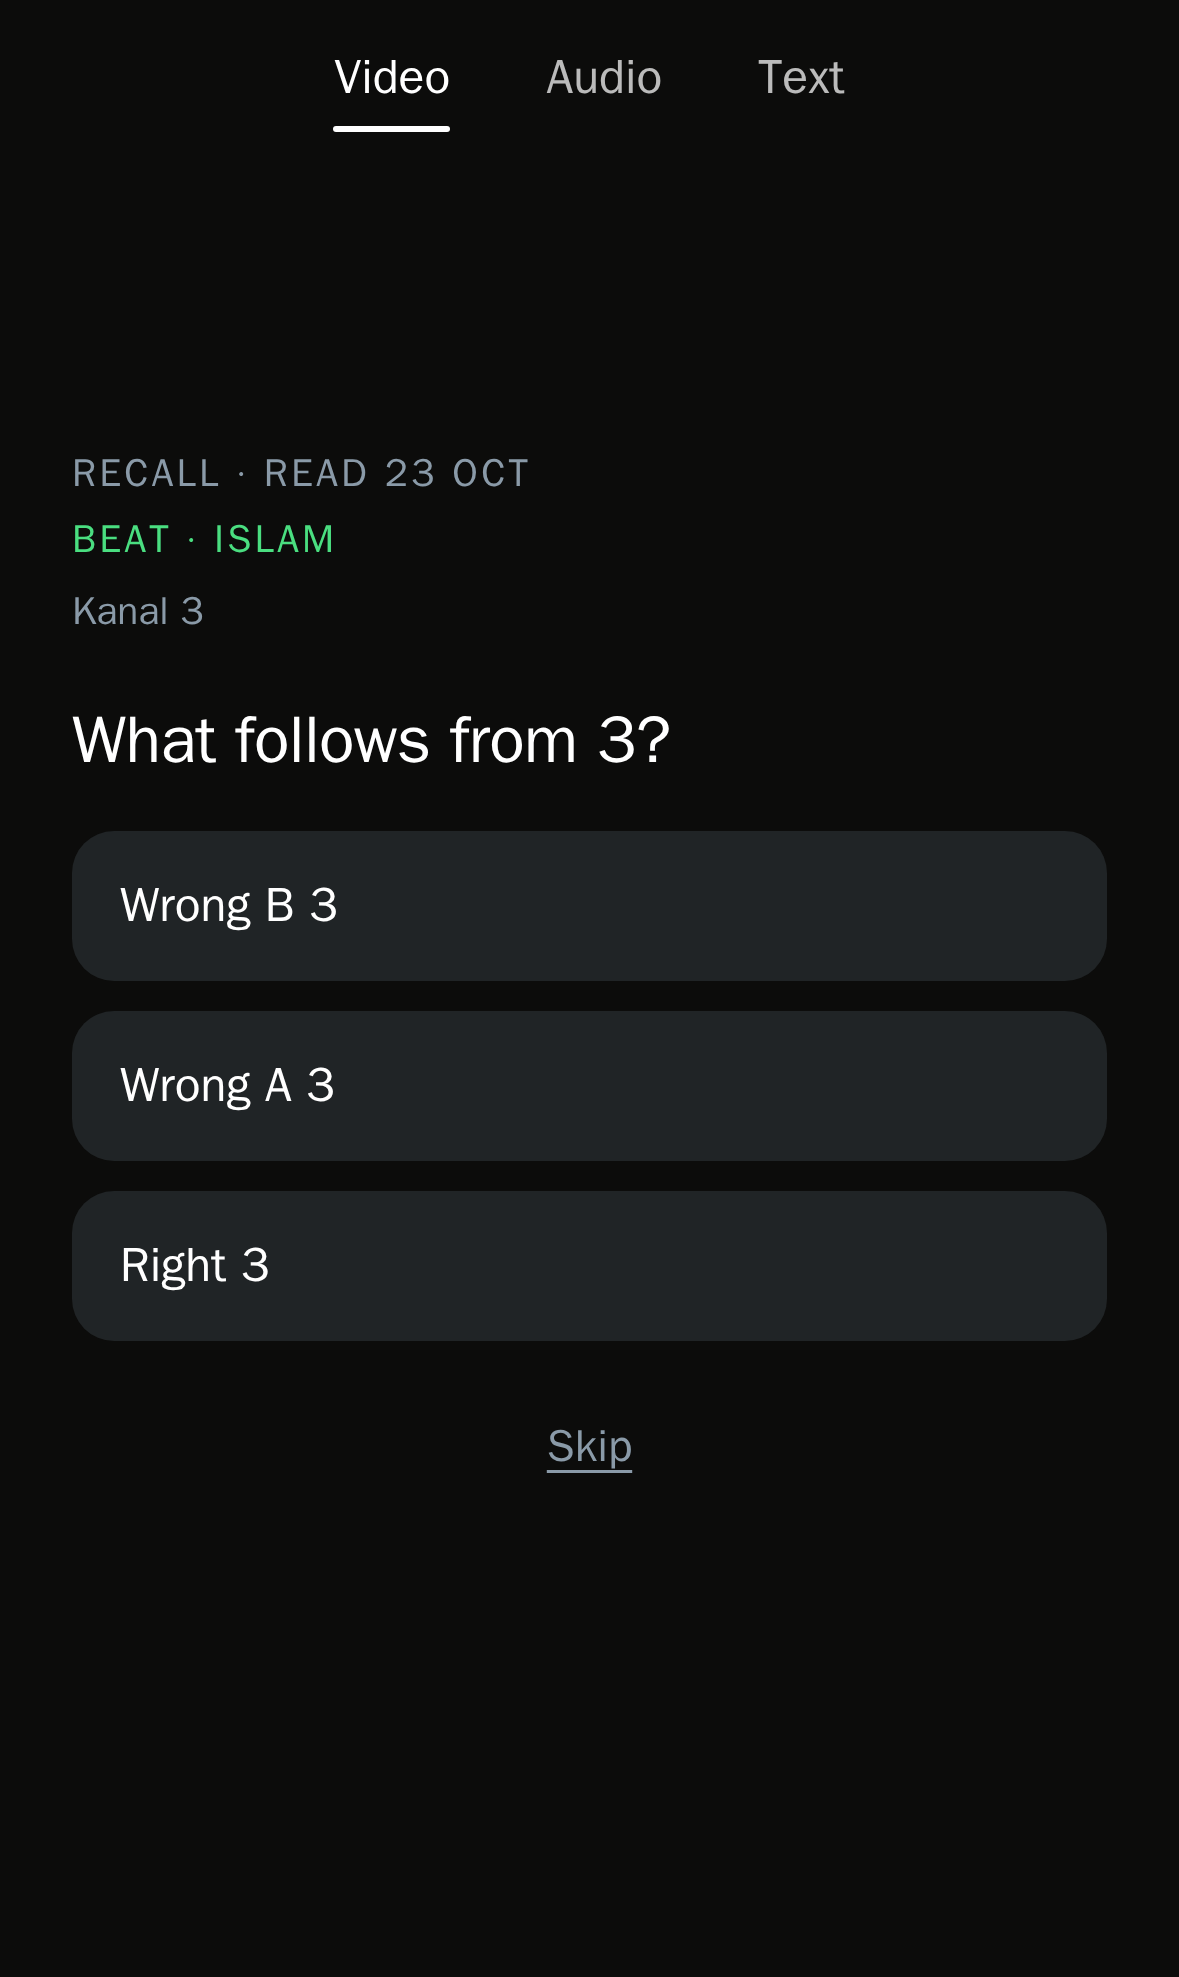 Video Audio Text
RECALL · READ 23 OCT
BEAT · ISLAM
Kanal 3
What follows from 3?
Wrong B 3
Wrong A 3
Right 3
Skip